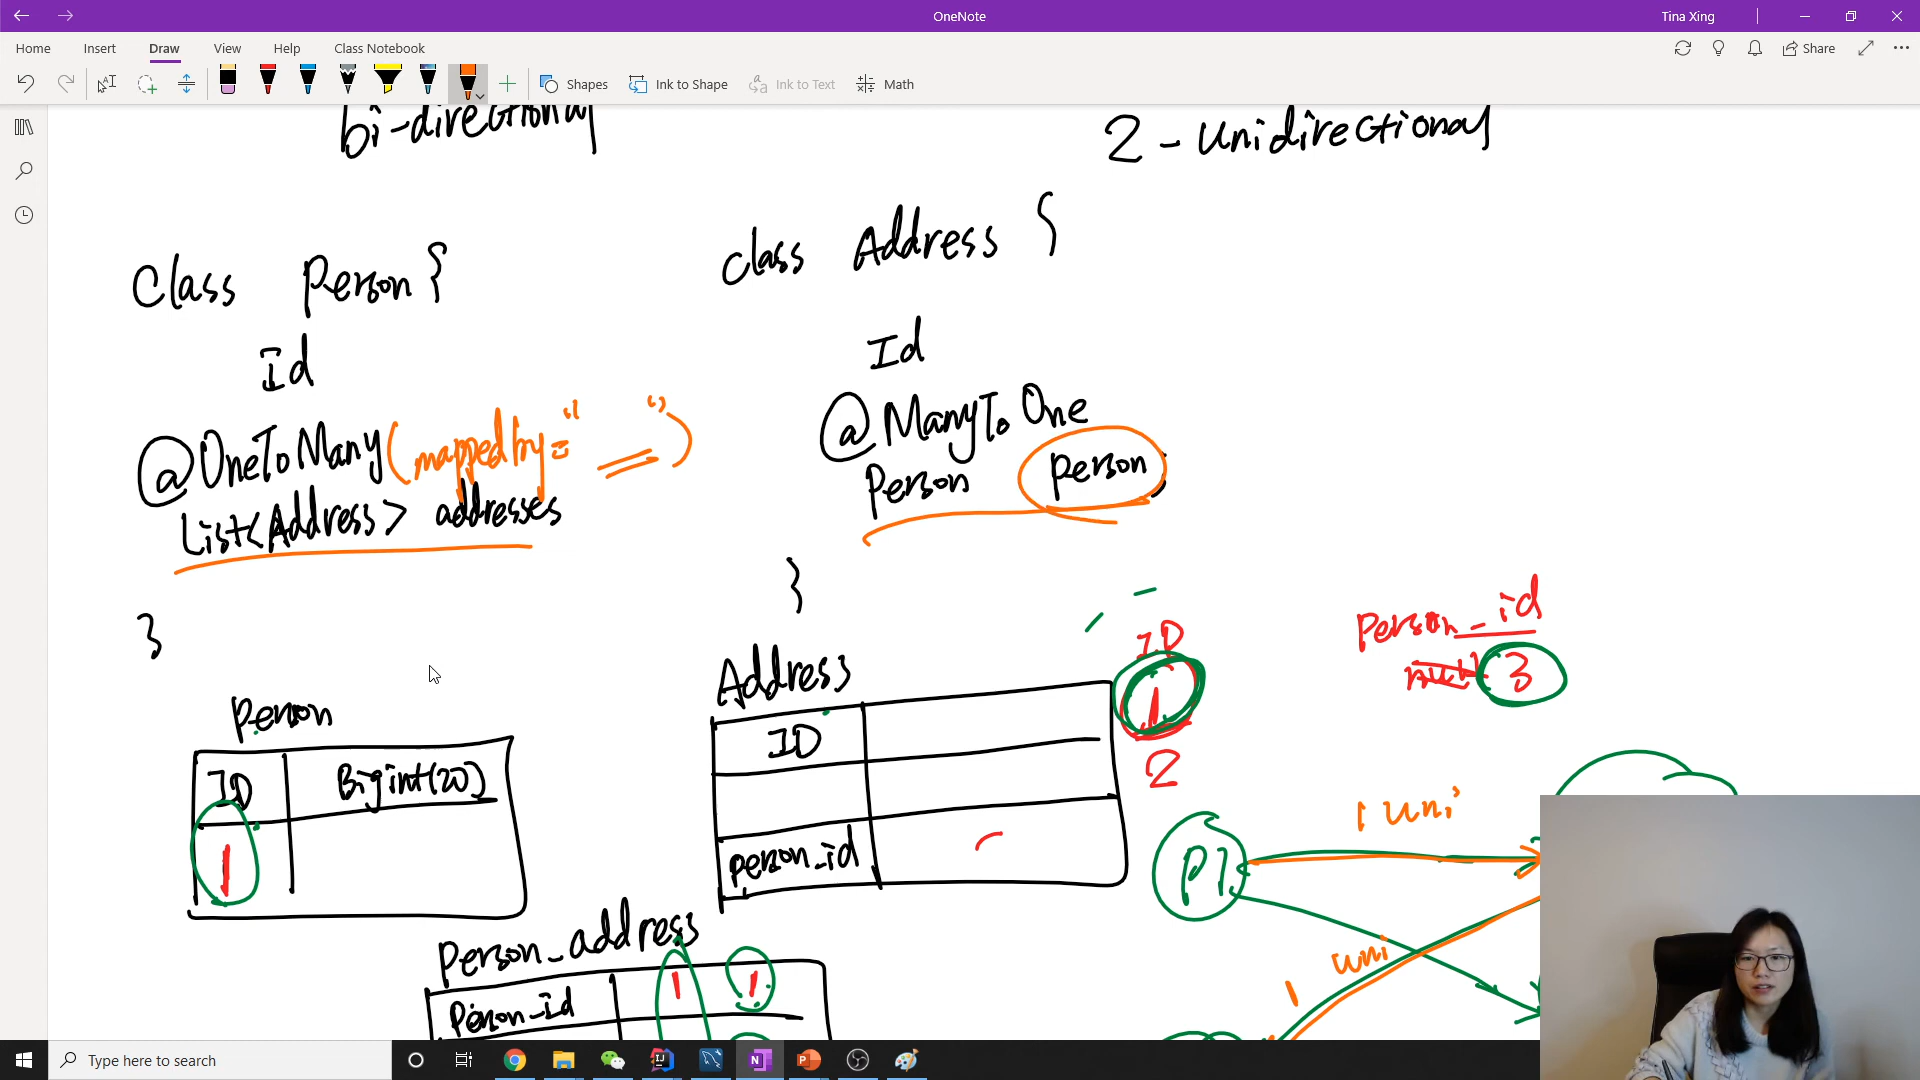 OneNote
Tina Xing
Home Insert Draw View Help Class Notebook
Share
Shapes Ink to Shape Ink to Text Math
bi-directional
2 - Unidirectional
Class Person {
Id
@OneToMany(mappedby=" ")
List<Address> addresses
}
class Address {
Id
@ManyToOne
Person person;
}
Person
ID Bigint(20)
1
Address
ID
person_id
ID
1
2
Person_id
null 3
Person_address
Person_Id 1 1
P1
1 uni
1 uni
Type here to search